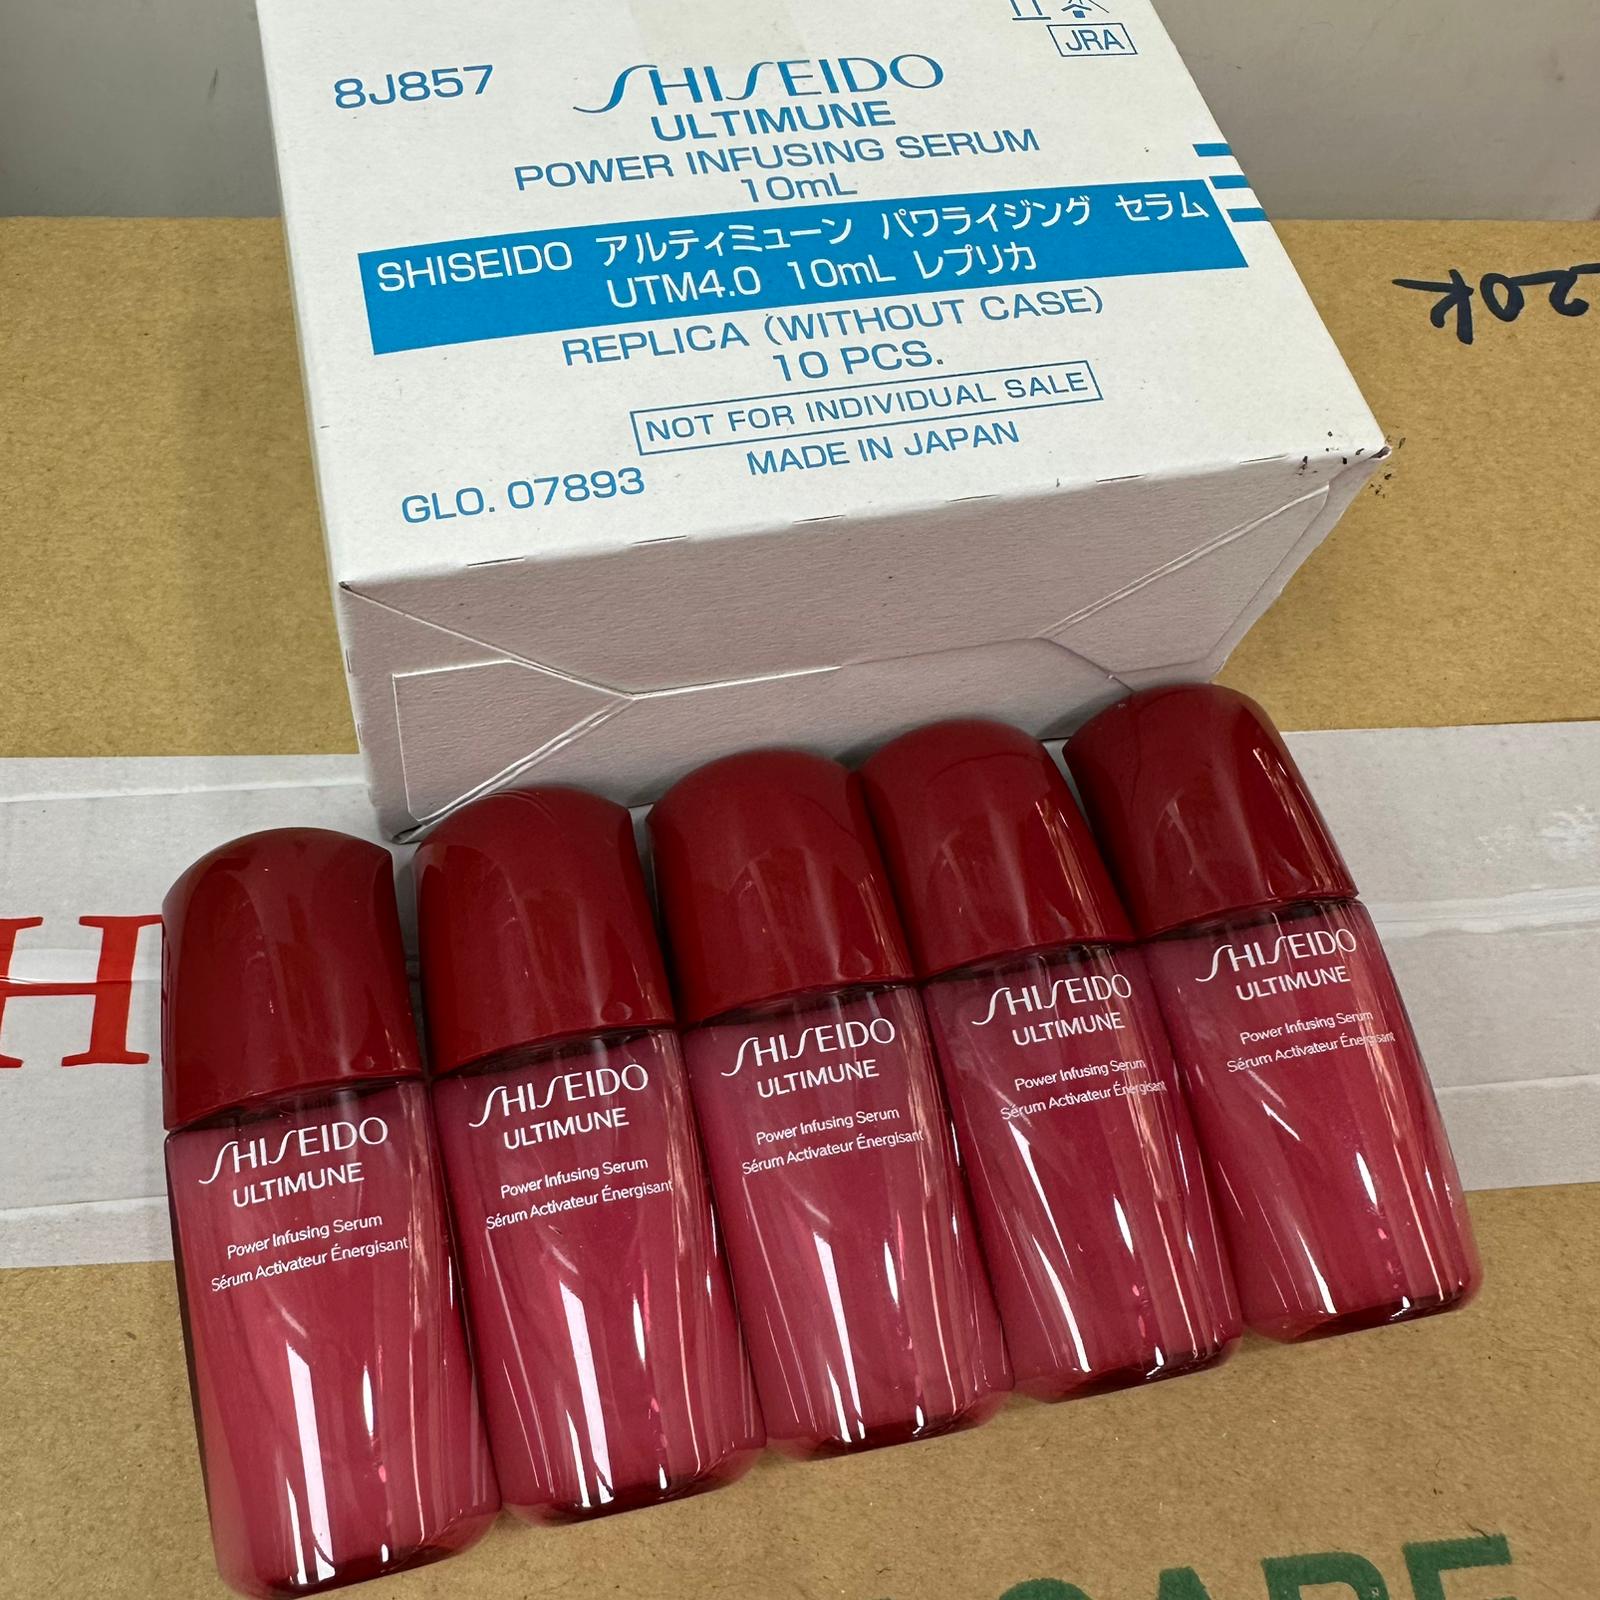 JRA
8J857
SHISEIDO
ULTIMUNE
POWER INFUSING SERUM
10mL
SHISEIDO アルティミューン パワライジング セラム
UTM4.0 10mL レプリカ
REPLICA (WITHOUT CASE)
10 PCS.
NOT FOR INDIVIDUAL SALE
MADE IN JAPAN
GLO. 07893
20K
H
SHISEIDO
ULTIMUNE
Power Infusing Serum
Sérum Activateur Énergisant
SHISEIDO
ULTIMUNE
Power Infusing Serum
Sérum Activateur Énergisant
SHISEIDO
ULTIMUNE
Power Infusing Serum
Sérum Activateur Énergisant
SHISEIDO
ULTIMUNE
Power Infusing Serum
Sérum Activateur Énergisant
SHISEIDO
ULTIMUNE
Power Infusing Serum
Sérum Activateur Énergisant